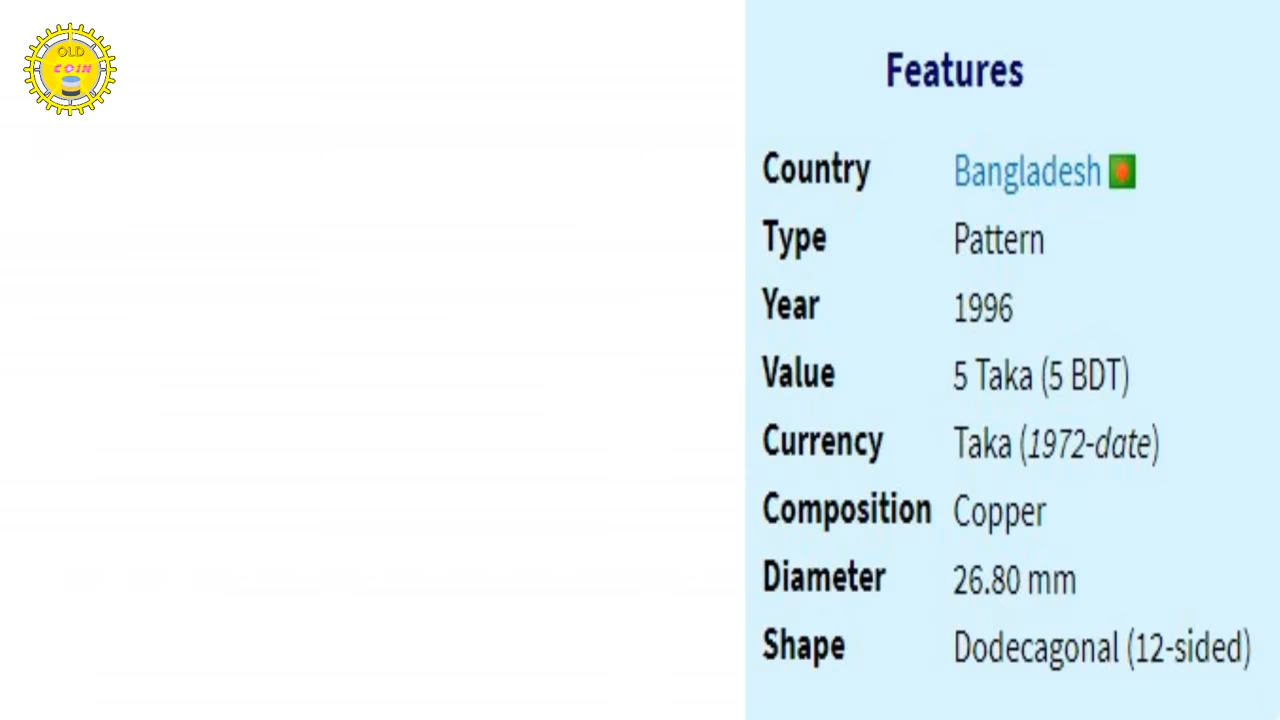 OLD
COIN
Features
Country Bangladesh
Type Pattern
Year 1996
Value 5 Taka (5 BDT)
Currency Taka (1972-date)
Composition Copper
Diameter 26.80 mm
Shape Dodecagonal (12-sided)